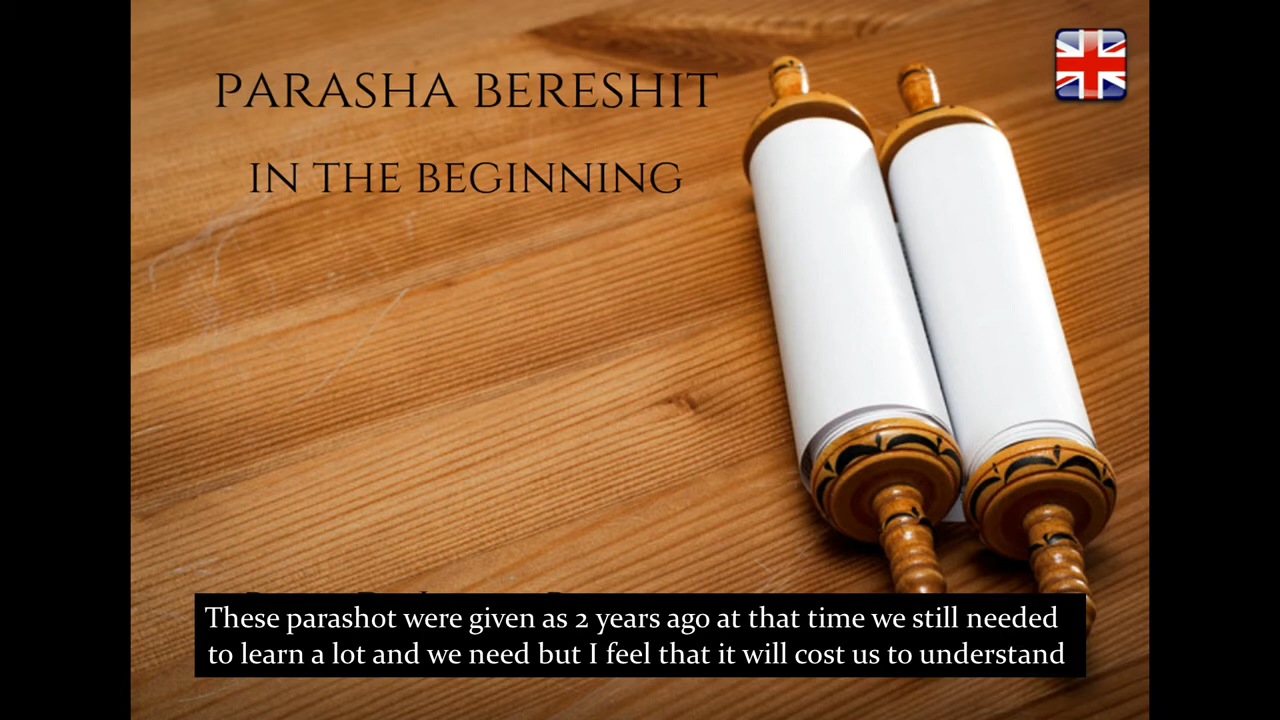 PARASHA BERESHIT
IN THE BEGINNING
These parashot were given as 2 years ago at that time we still needed
to learn a lot and we need but I feel that it will cost us to understand